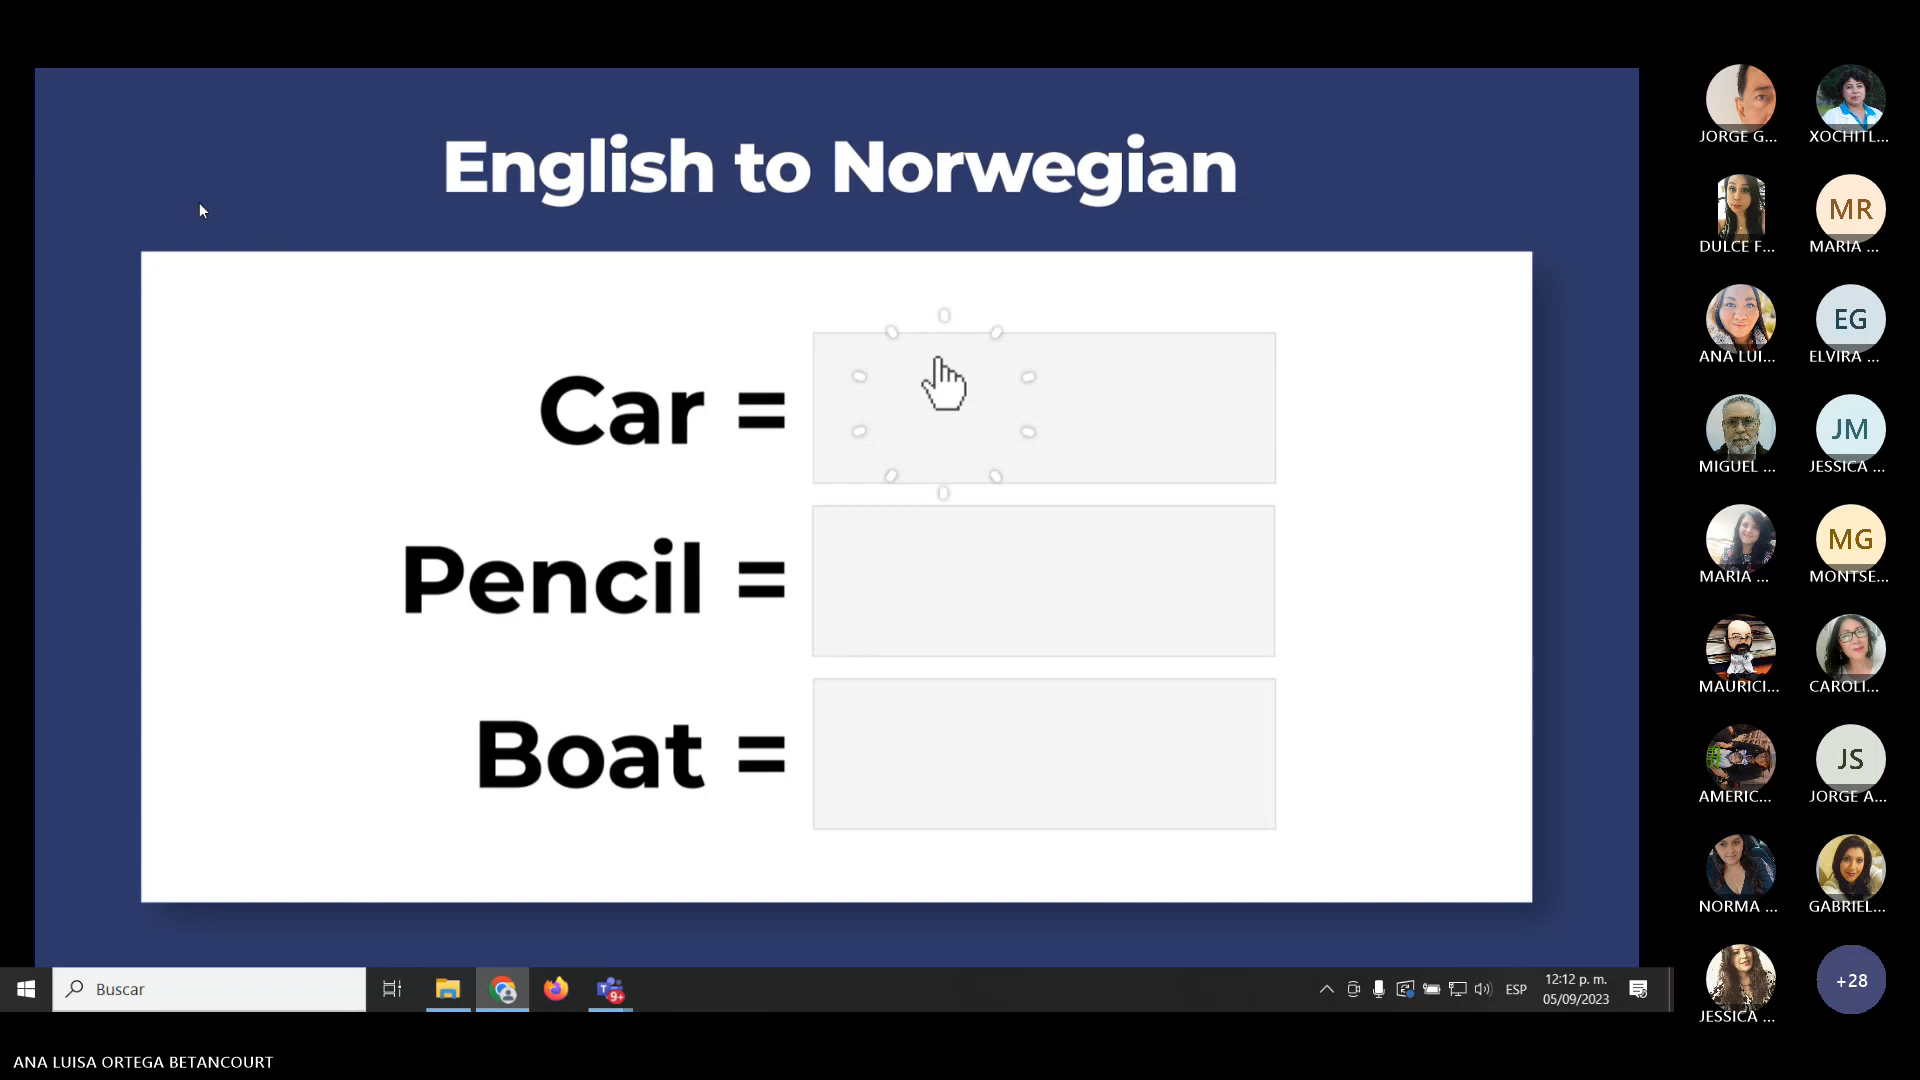 English to Norwegian
Car =
Pencil =
Boat =
JORGE G...
XOCHITL...
DULCE F...
MR
MARIA ...
ANA LUI...
EG
ELVIRA ...
MIGUEL ...
JM
JESSICA ...
MARIA ...
MG
MONTSE...
MAURICI...
CAROLI...
AMERIC...
JS
JORGE A...
NORMA ...
GABRIEL...
JESSICA ...
+28
Buscar
T
9+
ESP
12:12 p. m.
05/09/2023
ANA LUISA ORTEGA BETANCOURT